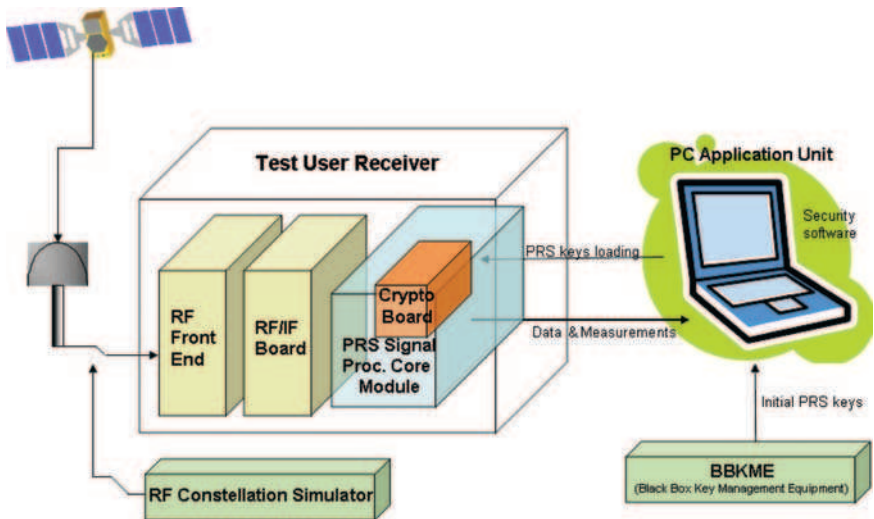 Test User Receiver
PC Application Unit
Security
software
PRS keys loading
Crypto
Board
RF
Front
End
RF/IF
Board
PRS Signal
Proc. Core
Module
Data & Measurements
Initial PRS keys
RF Constellation Simulator
BBKME
(Black Box Key Management Equipment)